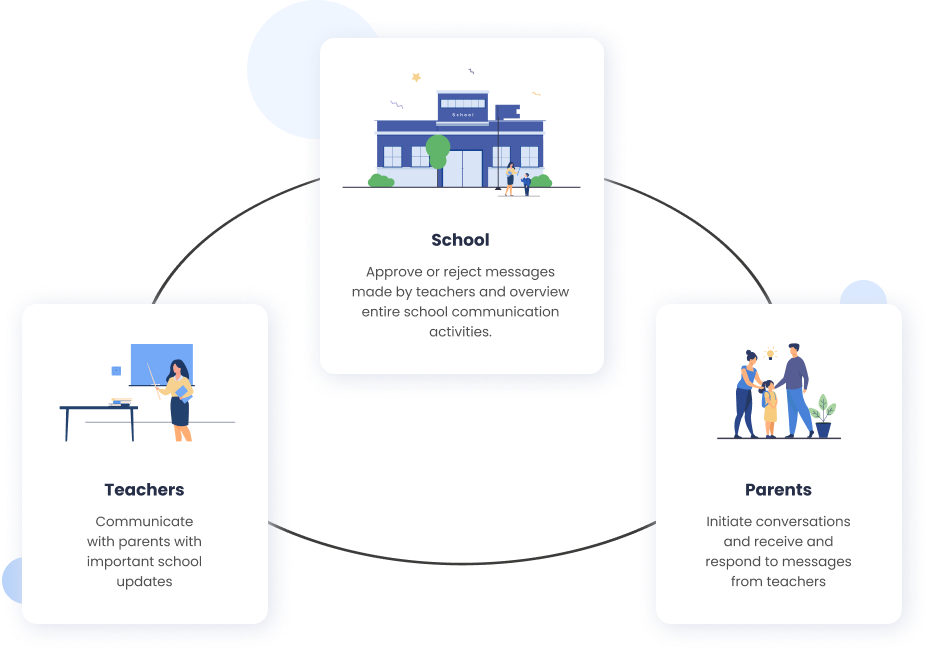 School
School
Approve or reject messages
made by teachers and overview
entire school communication
activities.
Teachers
Communicate
with parents with
important school
updates
Parents
Initiate conversations
and receive and
respond to messages
from teachers